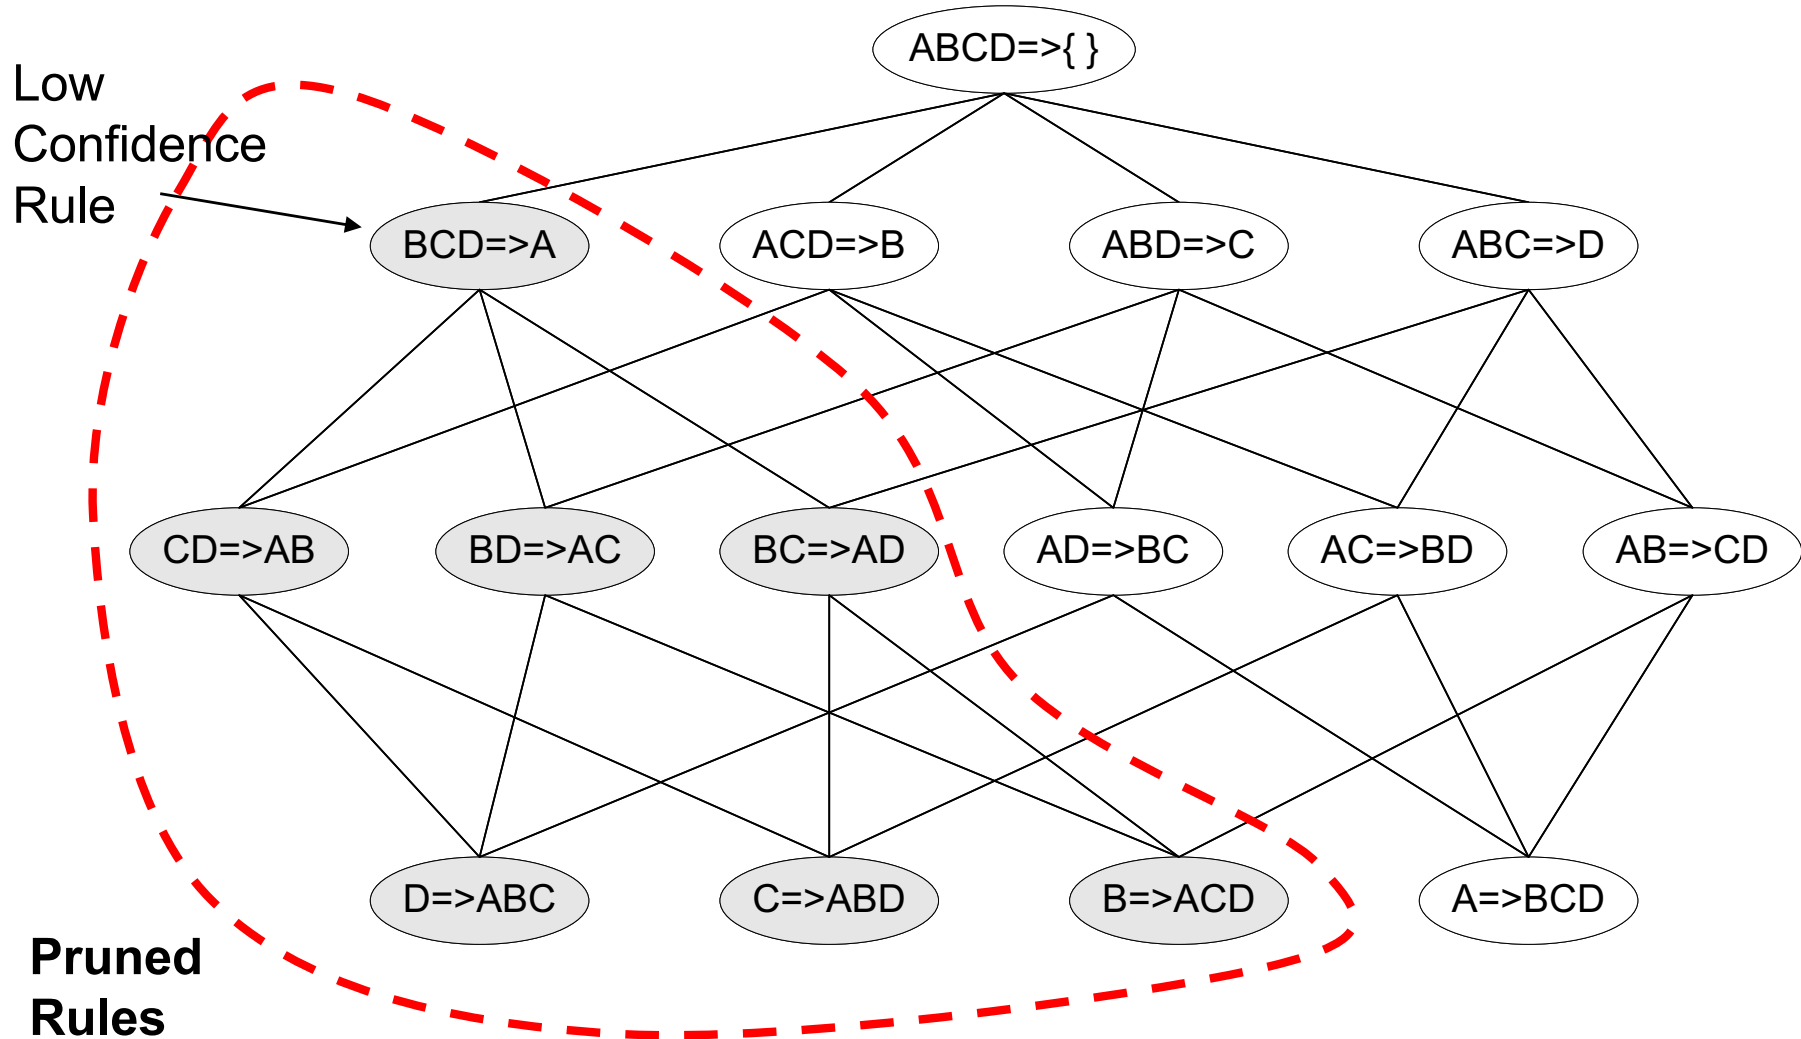 ABCD=>{ }
Low
Confidence
Rule
BCD=>A
ACD=>B
ABD=>C
ABC=>D
CD=>AB
BD=>AC
BC=>AD
AD=>BC
AC=>BD
AB=>CD
D=>ABC
C=>ABD
B=>ACD
A=>BCD
Pruned
Rules